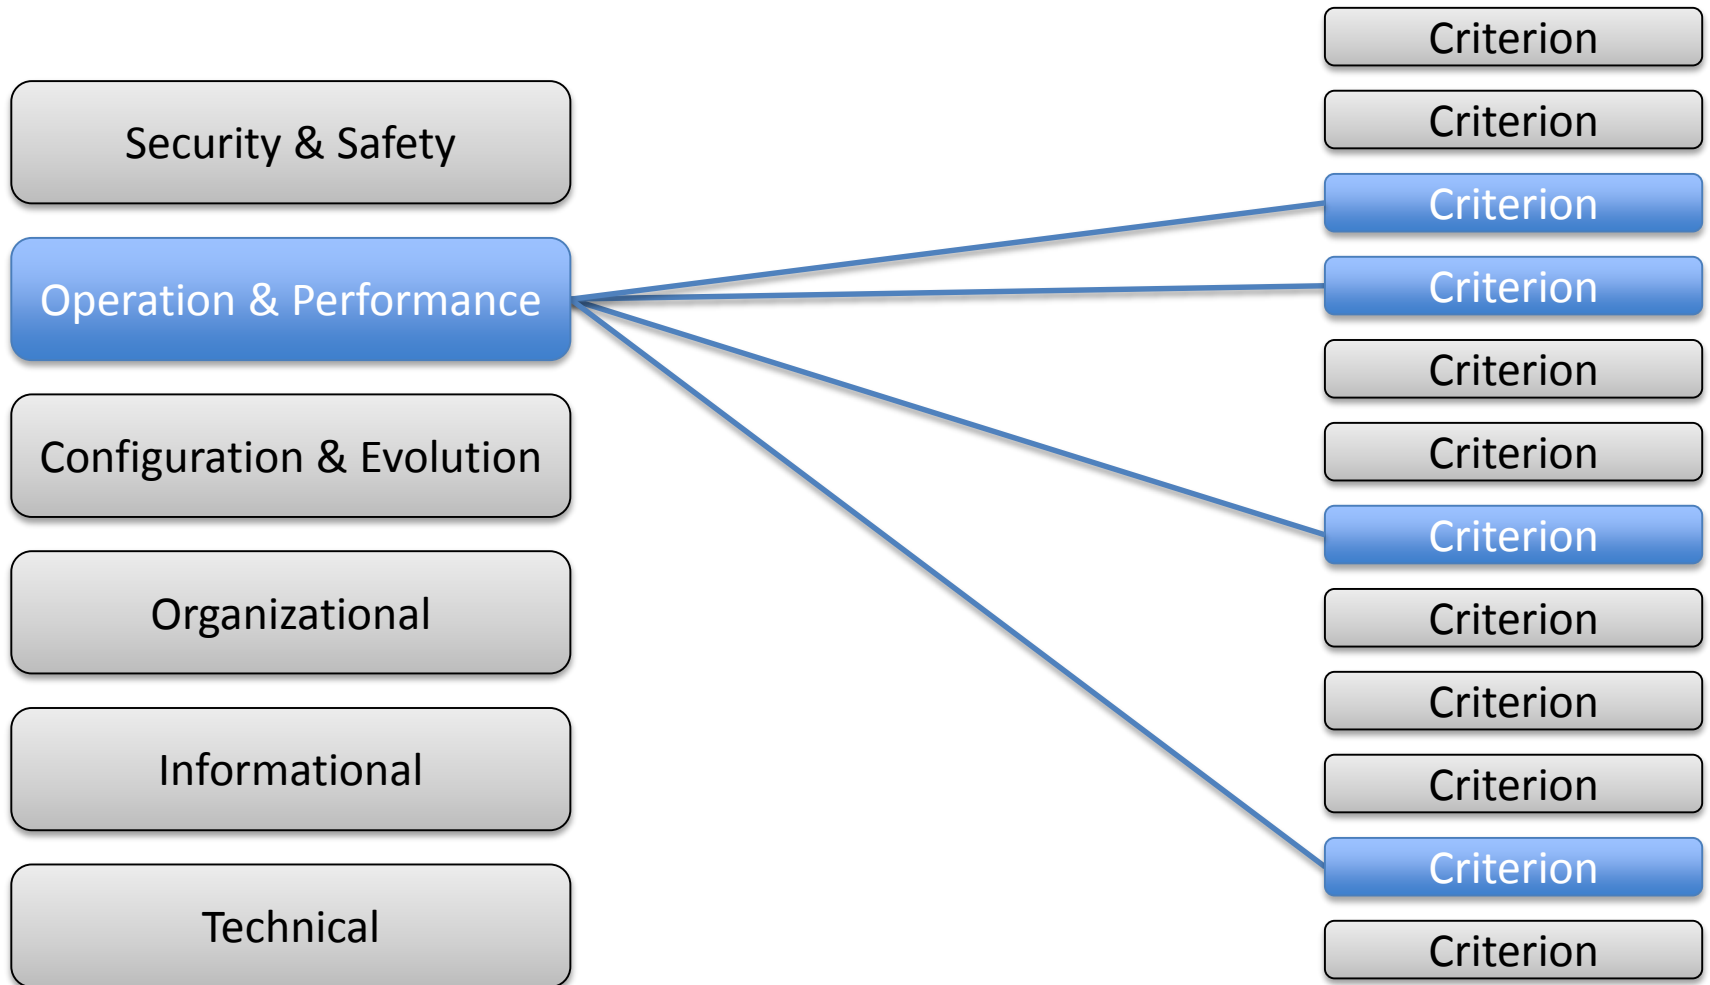 Security & Safety
Operation & Performance
Configuration & Evolution
Organizational
Informational
Technical
Criterion
Criterion
Criterion
Criterion
Criterion
Criterion
Criterion
Criterion
Criterion
Criterion
Criterion
Criterion